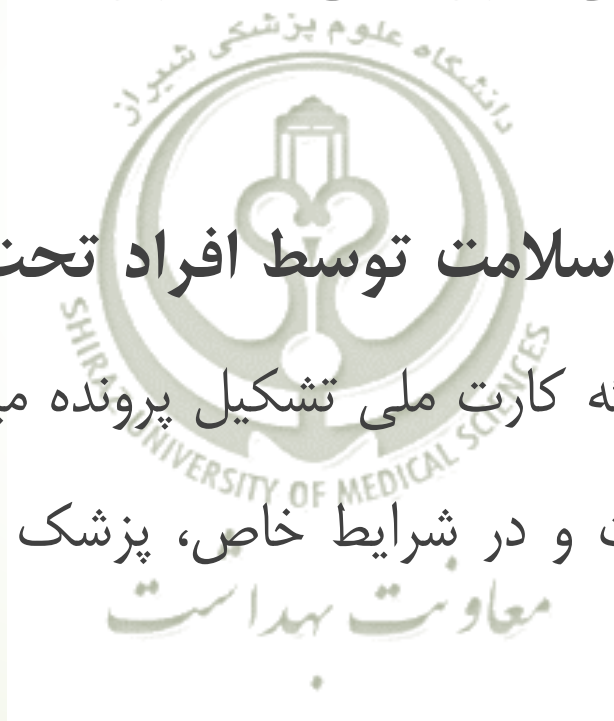 دانشگاه علوم پزشکی شیراز
سلامت توسط افراد تحت
کارت ملی تشکیل پرونده
SHIRAZ UNIVERSITY OF MEDICAL SCIENCES
و در شرایط خاص، پزشک
معاونت بهداشت